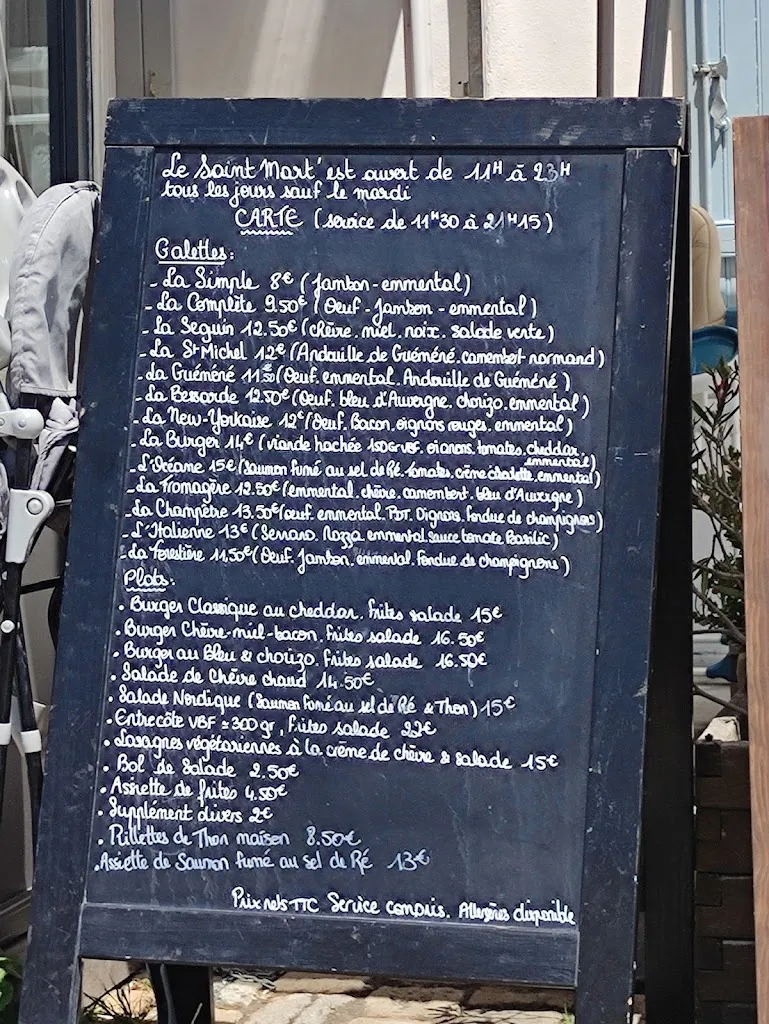 Le Saint Mart' est ouvert de 11H à 23H
tous les jours sauf le mardi
CARTE (service de 11H30 à 21H15)
Galettes:
- La Simple 8€ (Jambon - emmental)
- La Complète 9.50€ (Oeuf - Jambon - emmental)
- La Seguin 12.50€ (chèvre. miel. noix. salade verte)
- La St Michel 12€ (Andouille de Guéméné. camembert normand)
- La Guéméné 11.50 (Oeuf. emmental. Andouille de Guéméné)
- La Bessarde 12.50€ (Oeuf. bleu d'Auvergne. chorizo. emmental)
- La New-Yorkaise 12€ (Oeuf. Bacon. oignons rouges. emmental)
- La Burger 14€ (viande hachée 150gr VBF. oignons. tomates. cheddar.
emmental)
- L'Océane 15€ (Saumon fumé au sel de Ré. tomates. crème ciboulette. emmental)
- La Fromagère 12.50€ (emmental. chèvre. camembert. bleu d'Auvergne)
- La Champêtre 13.50€ (oeuf. emmental. PDT. Oignons. fondue de champignons)
- L'Italienne 13€ (Serrano. Mozza. emmental. Sauce tomate Basilic)
- La Forestière 11.50€ (Oeuf. Jambon. emmental. Fondue de champignons)
Plats:
• Burger Classique au cheddar. frites salade 15€
• Burger Chèvre-miel-bacon. Frites salade 16.50€
• Burger au Bleu & chorizo. Frites salade 16.50€
• Salade de Chèvre chaud 14.50€
• Salade Nordique (Saumon Fumé au sel de Ré & Thon) 15€
• Entrecôte VBF ≃ 300 gr, frites salade 22€
• Lasagnes végétariennes à la crème de chèvre & salade 15€
• Bol de Salade 2.50€
• Assiette de frites 4.50€
• Supplément divers 2€
• Rillettes de Thon maison 8.50€
• Assiette de Saumon fumé au sel de Ré 13€
Prix nets TTC Service compris. Allergènes disponible